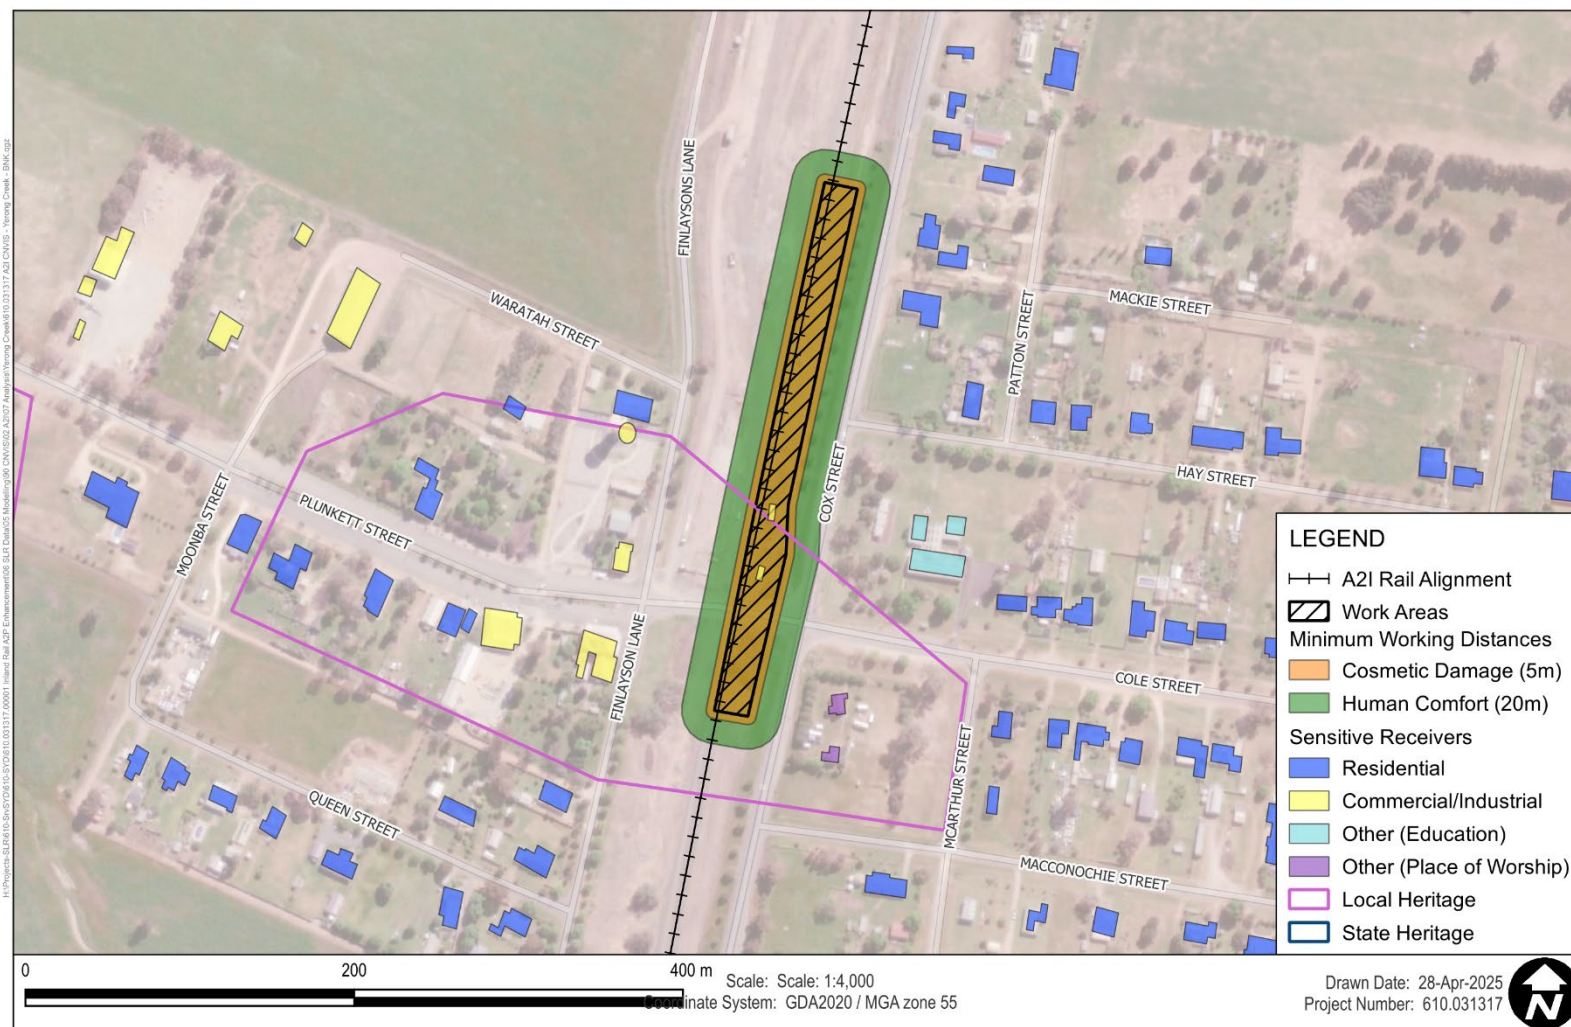 FINLAYSONS LANE
WARATAH STREET
MACKIE STREET
PATTON STREET
COX STREET
HAY STREET
MOONBA STREET
PLUNKETT STREET
FINLAYSON LANE
COLE STREET
MCARTHUR STREET
QUEEN STREET
MACCONOCHIE STREET
LEGEND
A2I Rail Alignment
Work Areas
Minimum Working Distances
Cosmetic Damage (5m)
Human Comfort (20m)
Sensitive Receivers
Residential
Commercial/Industrial
Other (Education)
Other (Place of Worship)
Local Heritage
State Heritage
0 200 400 m
Scale: Scale: 1:4,000
Coordinate System: GDA2020 / MGA zone 55
Drawn Date: 28-Apr-2025
Project Number: 610.031317
N